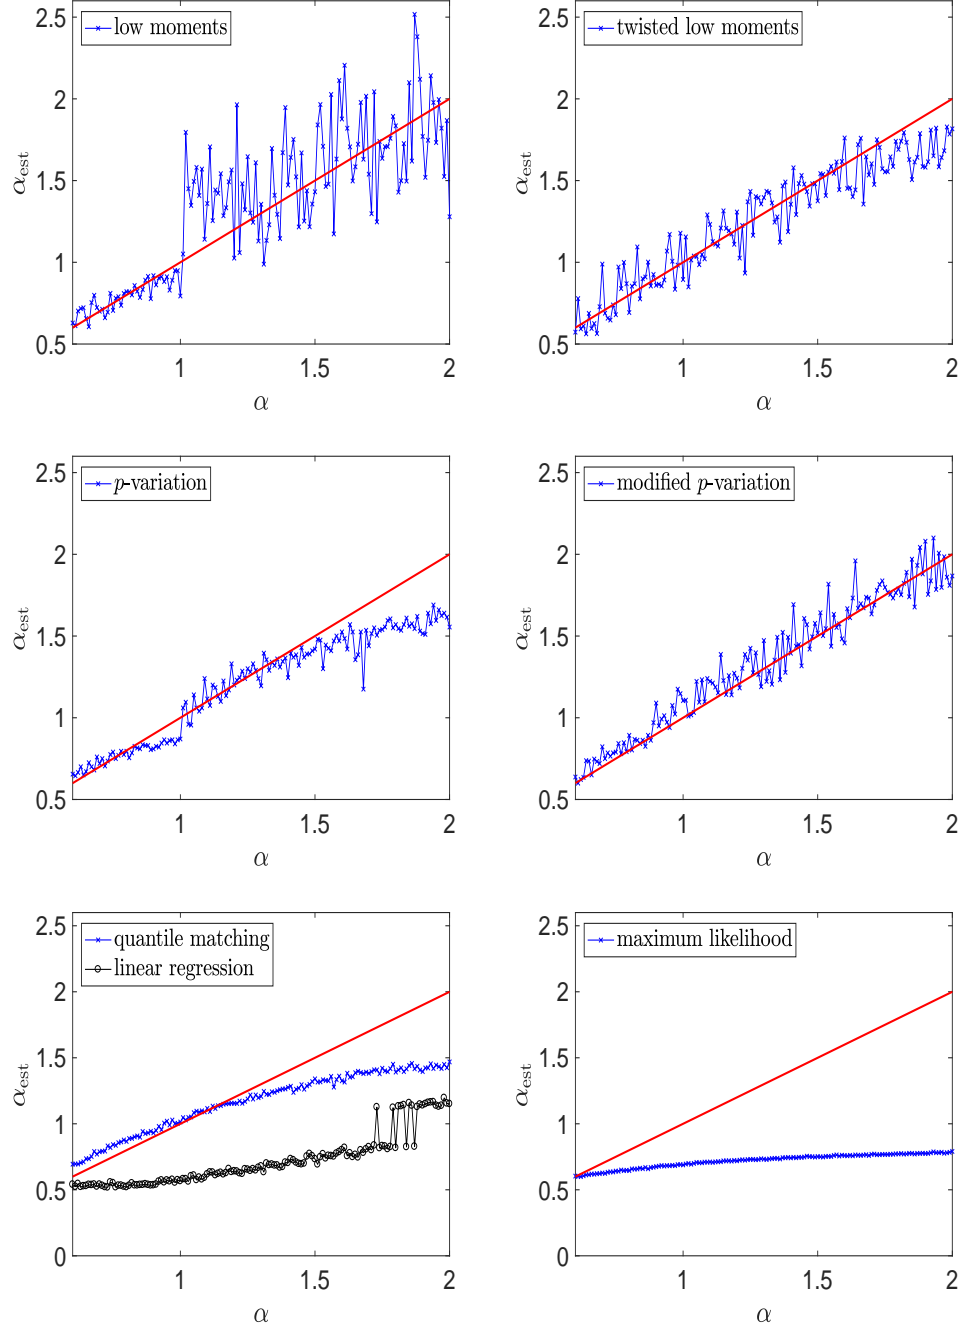 2.5
low moments
2
α_est
1.5
1
0.5
1
1.5
2
α
2.5
twisted low moments
2
α_est
1.5
1
0.5
1
1.5
2
α
2.5
p-variation
2
α_est
1.5
1
0.5
1
1.5
2
α
2.5
modified p-variation
2
α_est
1.5
1
0.5
1
1.5
2
α
2.5
quantile matching
linear regression
2
1.5
α_est
1
0.5
0
1
1.5
2
α
2.5
maximum likelihood
2
1.5
α_est
1
0.5
0
1
1.5
2
α